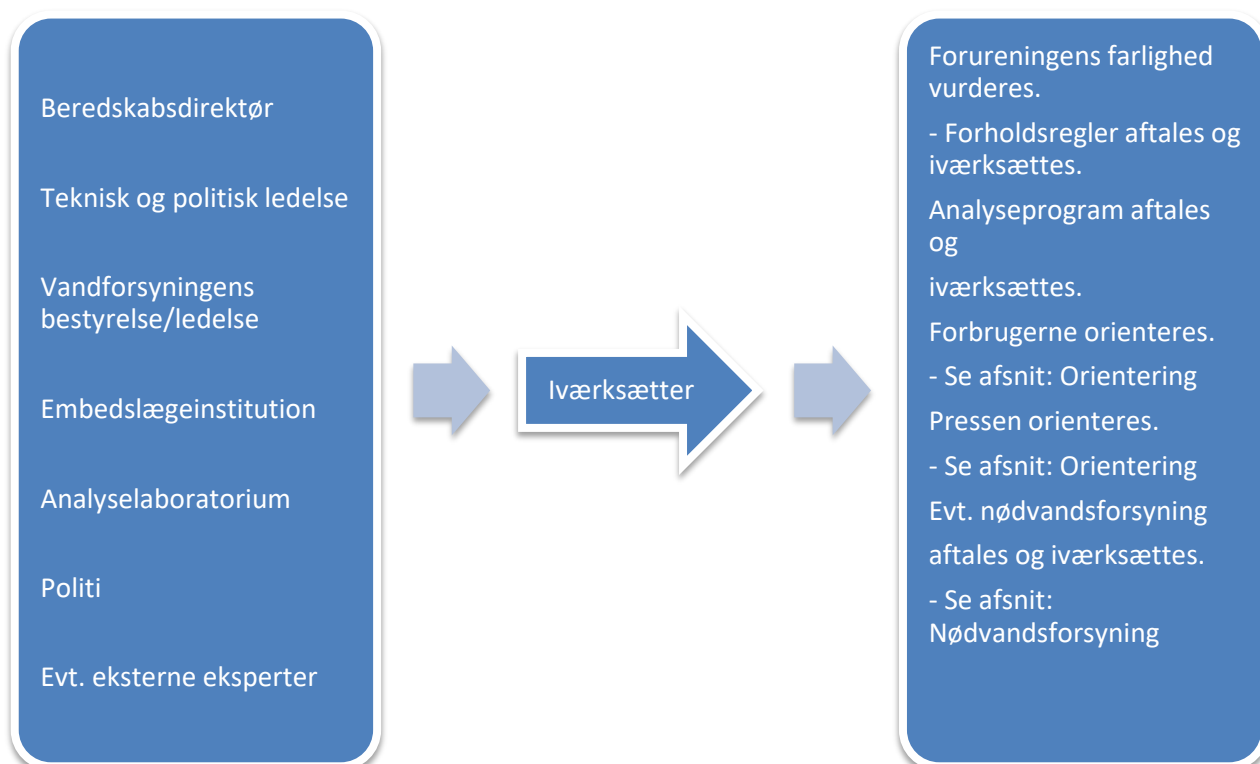 Beredskabsdirektør
Teknisk og politisk ledelse
Vandforsyningens
bestyrelse/ledelse
Embedslægeinstitution
Analyselaboratorium
Politi
Evt. eksterne eksperter
Iværksætter
Forureningens farlighed
vurderes.
- Forholdsregler aftales og
iværksættes.
Analyseprogram aftales
og
iværksættes.
Forbrugerne orienteres.
- Se afsnit: Orientering
Pressen orienteres.
- Se afsnit: Orientering
Evt. nødvandsforsyning
aftales og iværksættes.
- Se afsnit:
Nødvandsforsyning